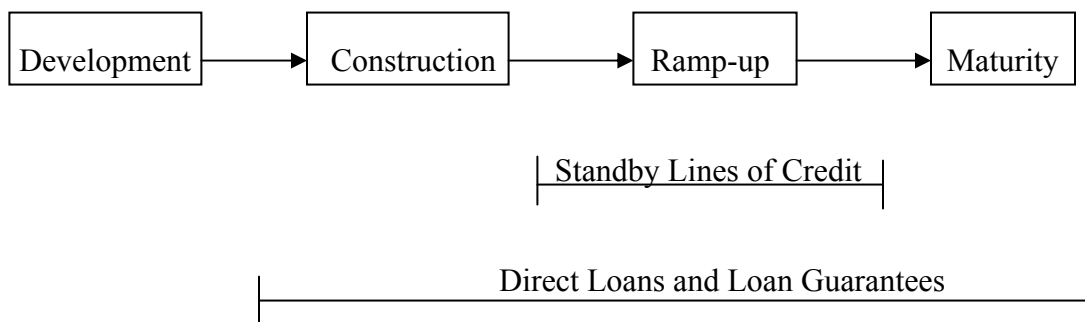 Development Construction Ramp-up Maturity
Standby Lines of Credit
Direct Loans and Loan Guarantees